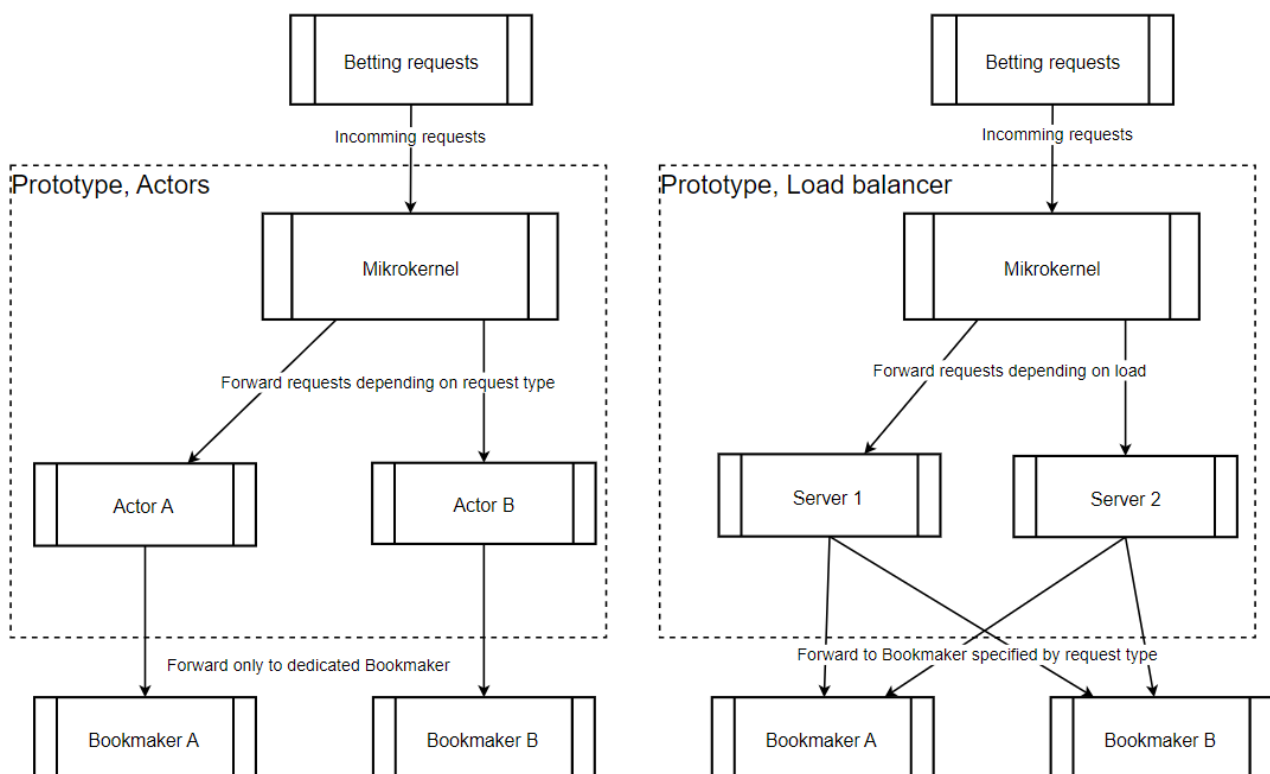 Betting requests
Incomming requests
Prototype, Actors
Mikrokernel
Forward requests depending on request type
Actor A
Actor B
Forward only to dedicated Bookmaker
Bookmaker A
Bookmaker B
Betting requests
Incomming requests
Prototype, Load balancer
Mikrokernel
Forward requests depending on load
Server 1
Server 2
Forward to Bookmaker specified by request type
Bookmaker A
Bookmaker B